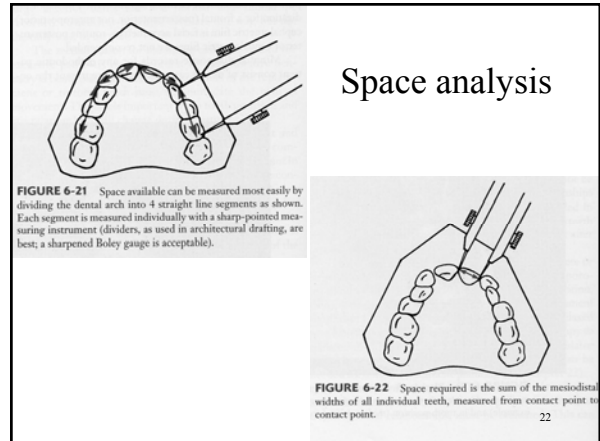 Space analysis
FIGURE 6-21 Space available can be measured most easily by
dividing the dental arch into 4 straight line segments as shown.
Each segment is measured individually with a sharp-pointed mea-
suring instrument (dividers, as used in architectural drafting, are
best; a sharpened Boley gauge is acceptable).
FIGURE 6-22 Space required is the sum of the mesiodistal
widths of all individual teeth, measured from contact point to
contact point.
22